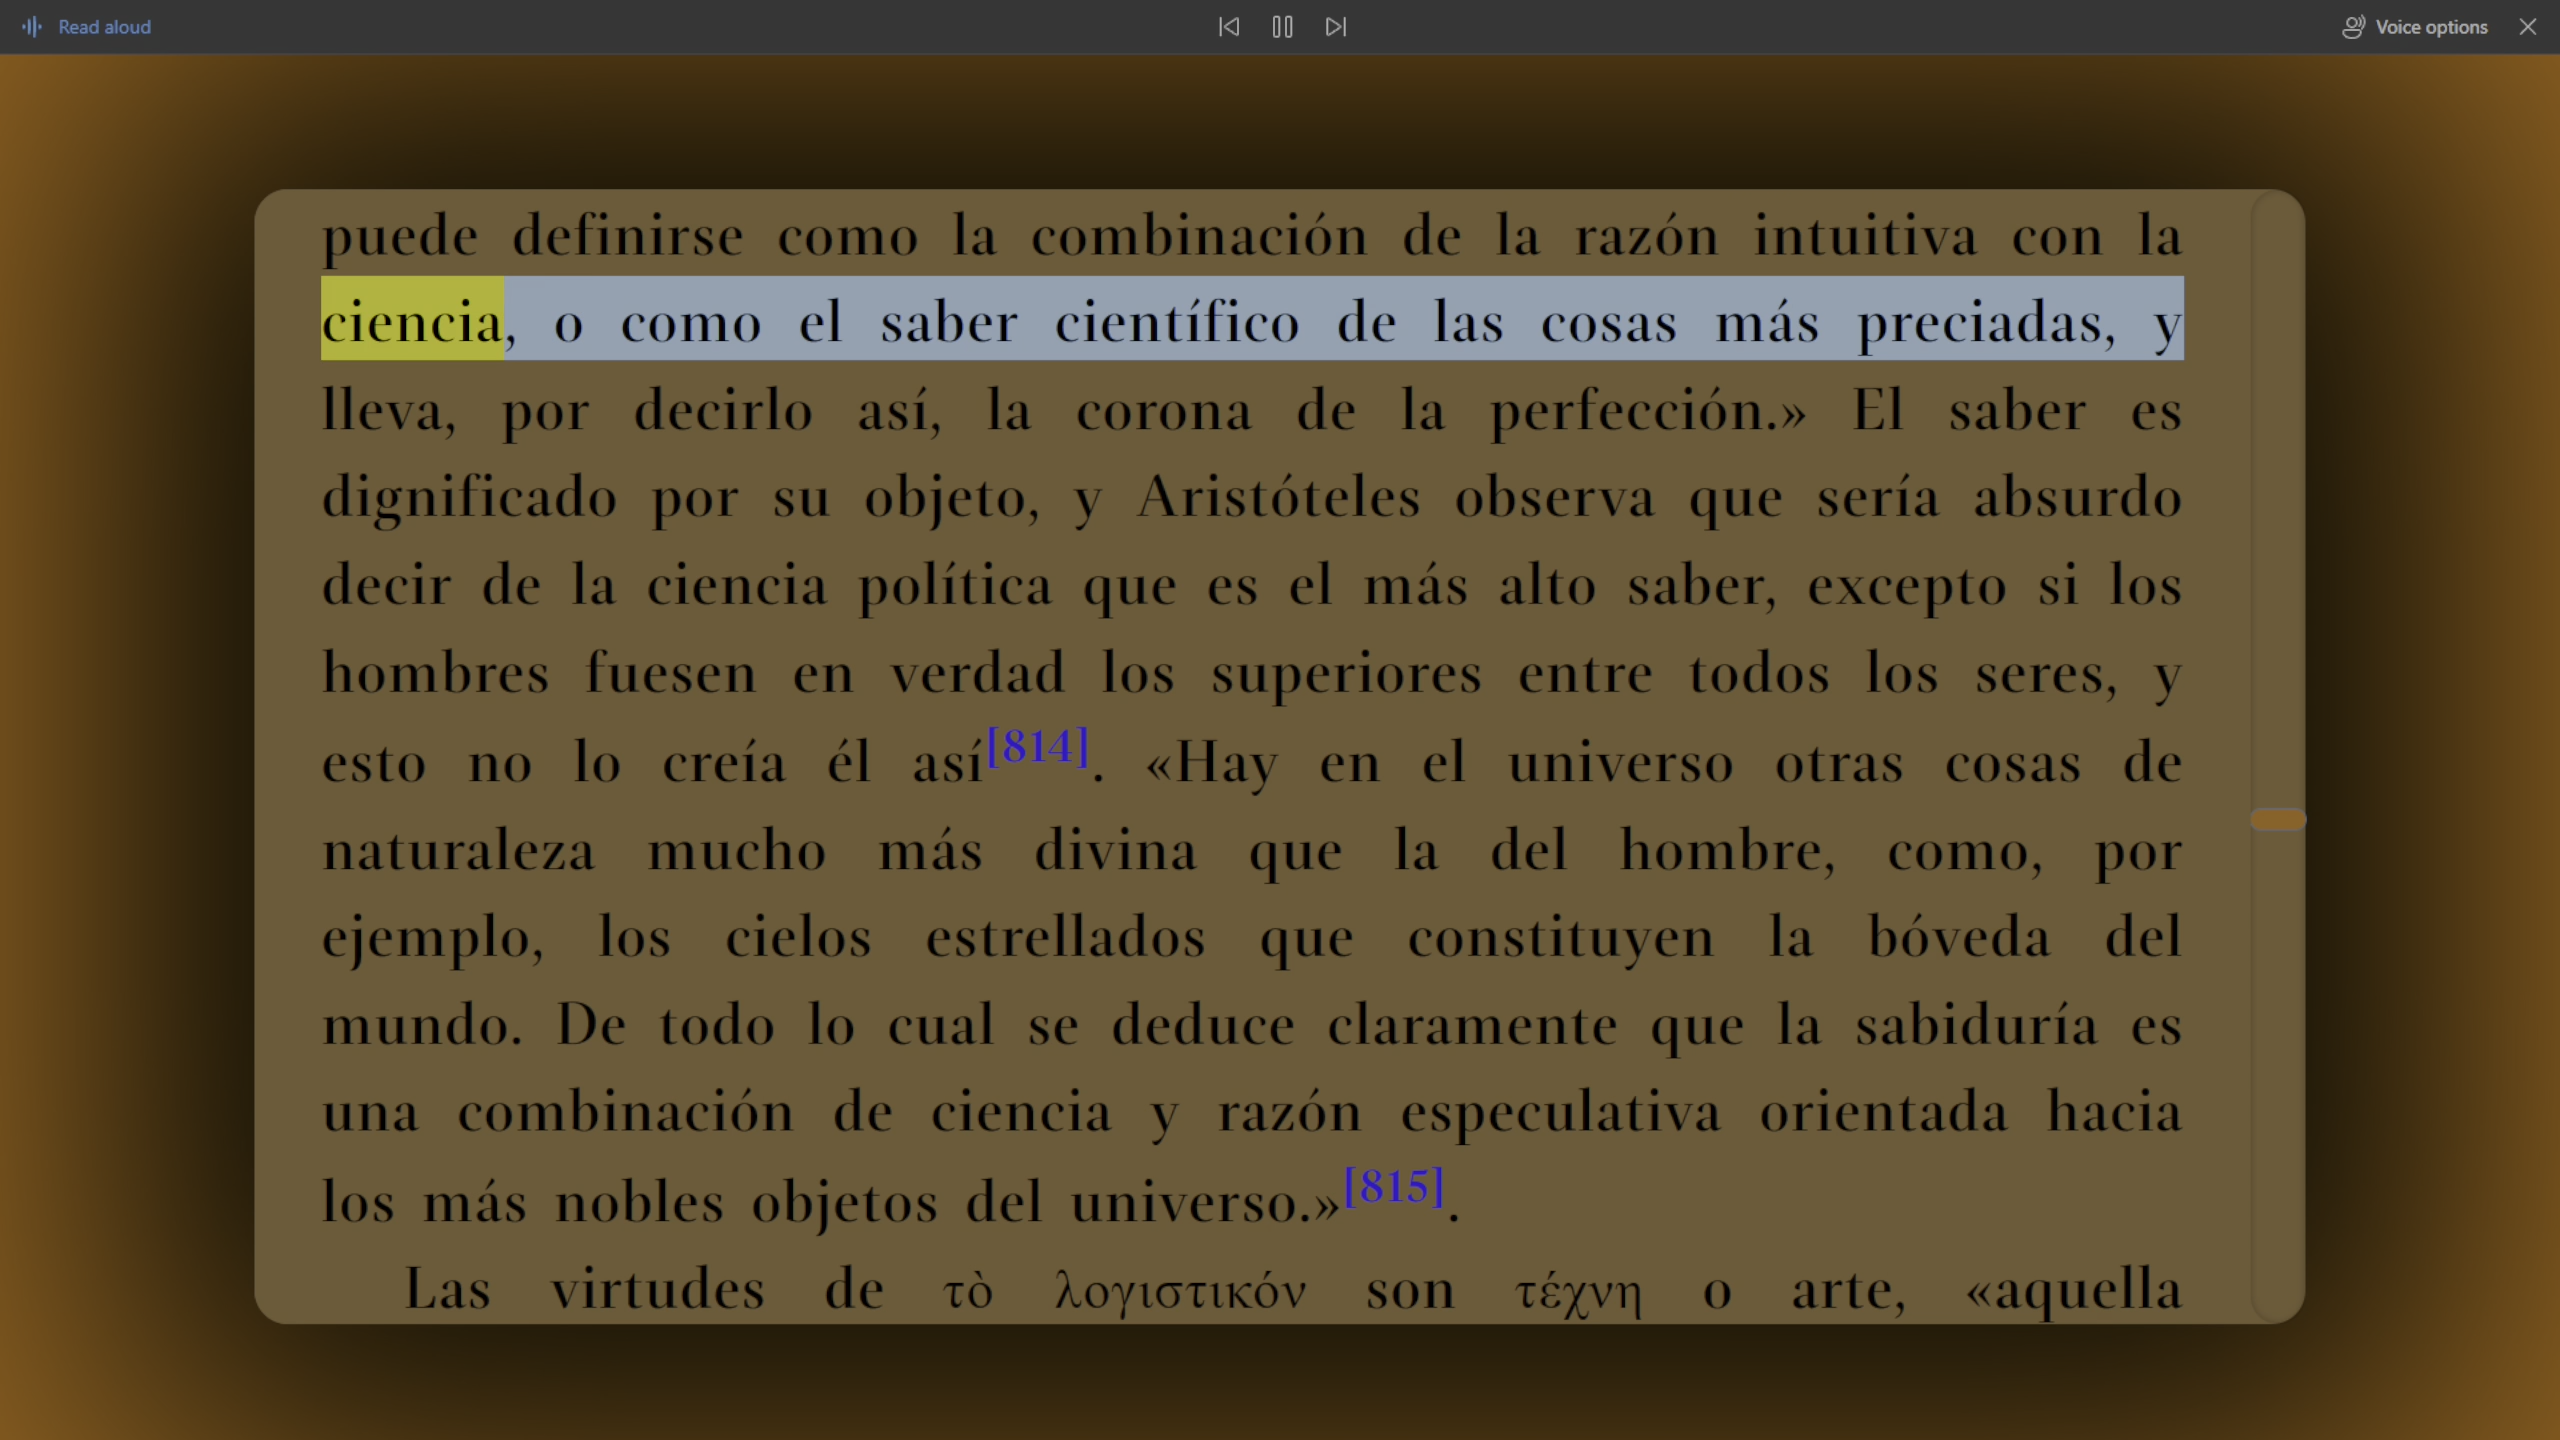 Read aloud
Voice options
puede definirse como la combinación de la razón intuitiva con la
ciencia, o como el saber científico de las cosas más preciadas, y
lleva, por decirlo así, la corona de la perfección.» El saber es
dignificado por su objeto, y Aristóteles observa que sería absurdo
decir de la ciencia política que es el más alto saber, excepto si los
hombres fuesen en verdad los superiores entre todos los seres, y
esto no lo creía él así[814]. «Hay en el universo otras cosas de
naturaleza mucho más divina que la del hombre, como, por
ejemplo, los cielos estrellados que constituyen la bóveda del
mundo. De todo lo cual se deduce claramente que la sabiduría es
una combinación de ciencia y razón especulativa orientada hacia
los más nobles objetos del universo.»[815].
Las virtudes de τὸ λογιστικόν son τέχνη o arte, «aquella